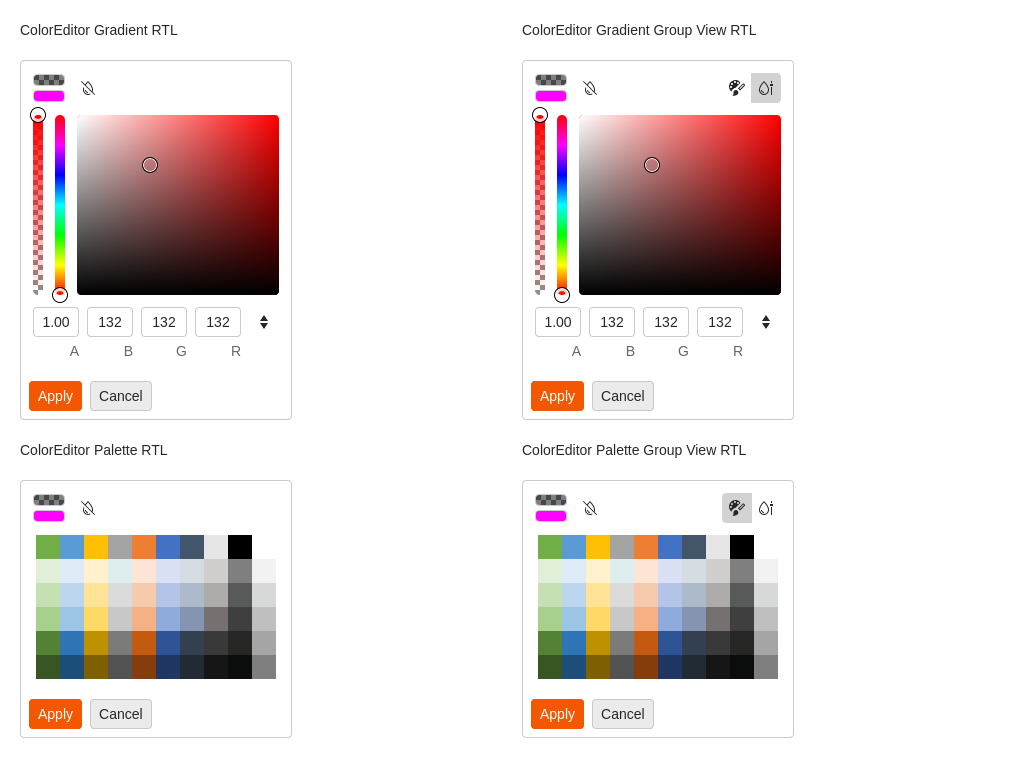 ColorEditor Gradient RTL
1.00 132 132 132
A B G R
Apply Cancel
ColorEditor Gradient Group View RTL
1.00 132 132 132
A B G R
Apply Cancel
ColorEditor Palette RTL
Apply Cancel
ColorEditor Palette Group View RTL
Apply Cancel